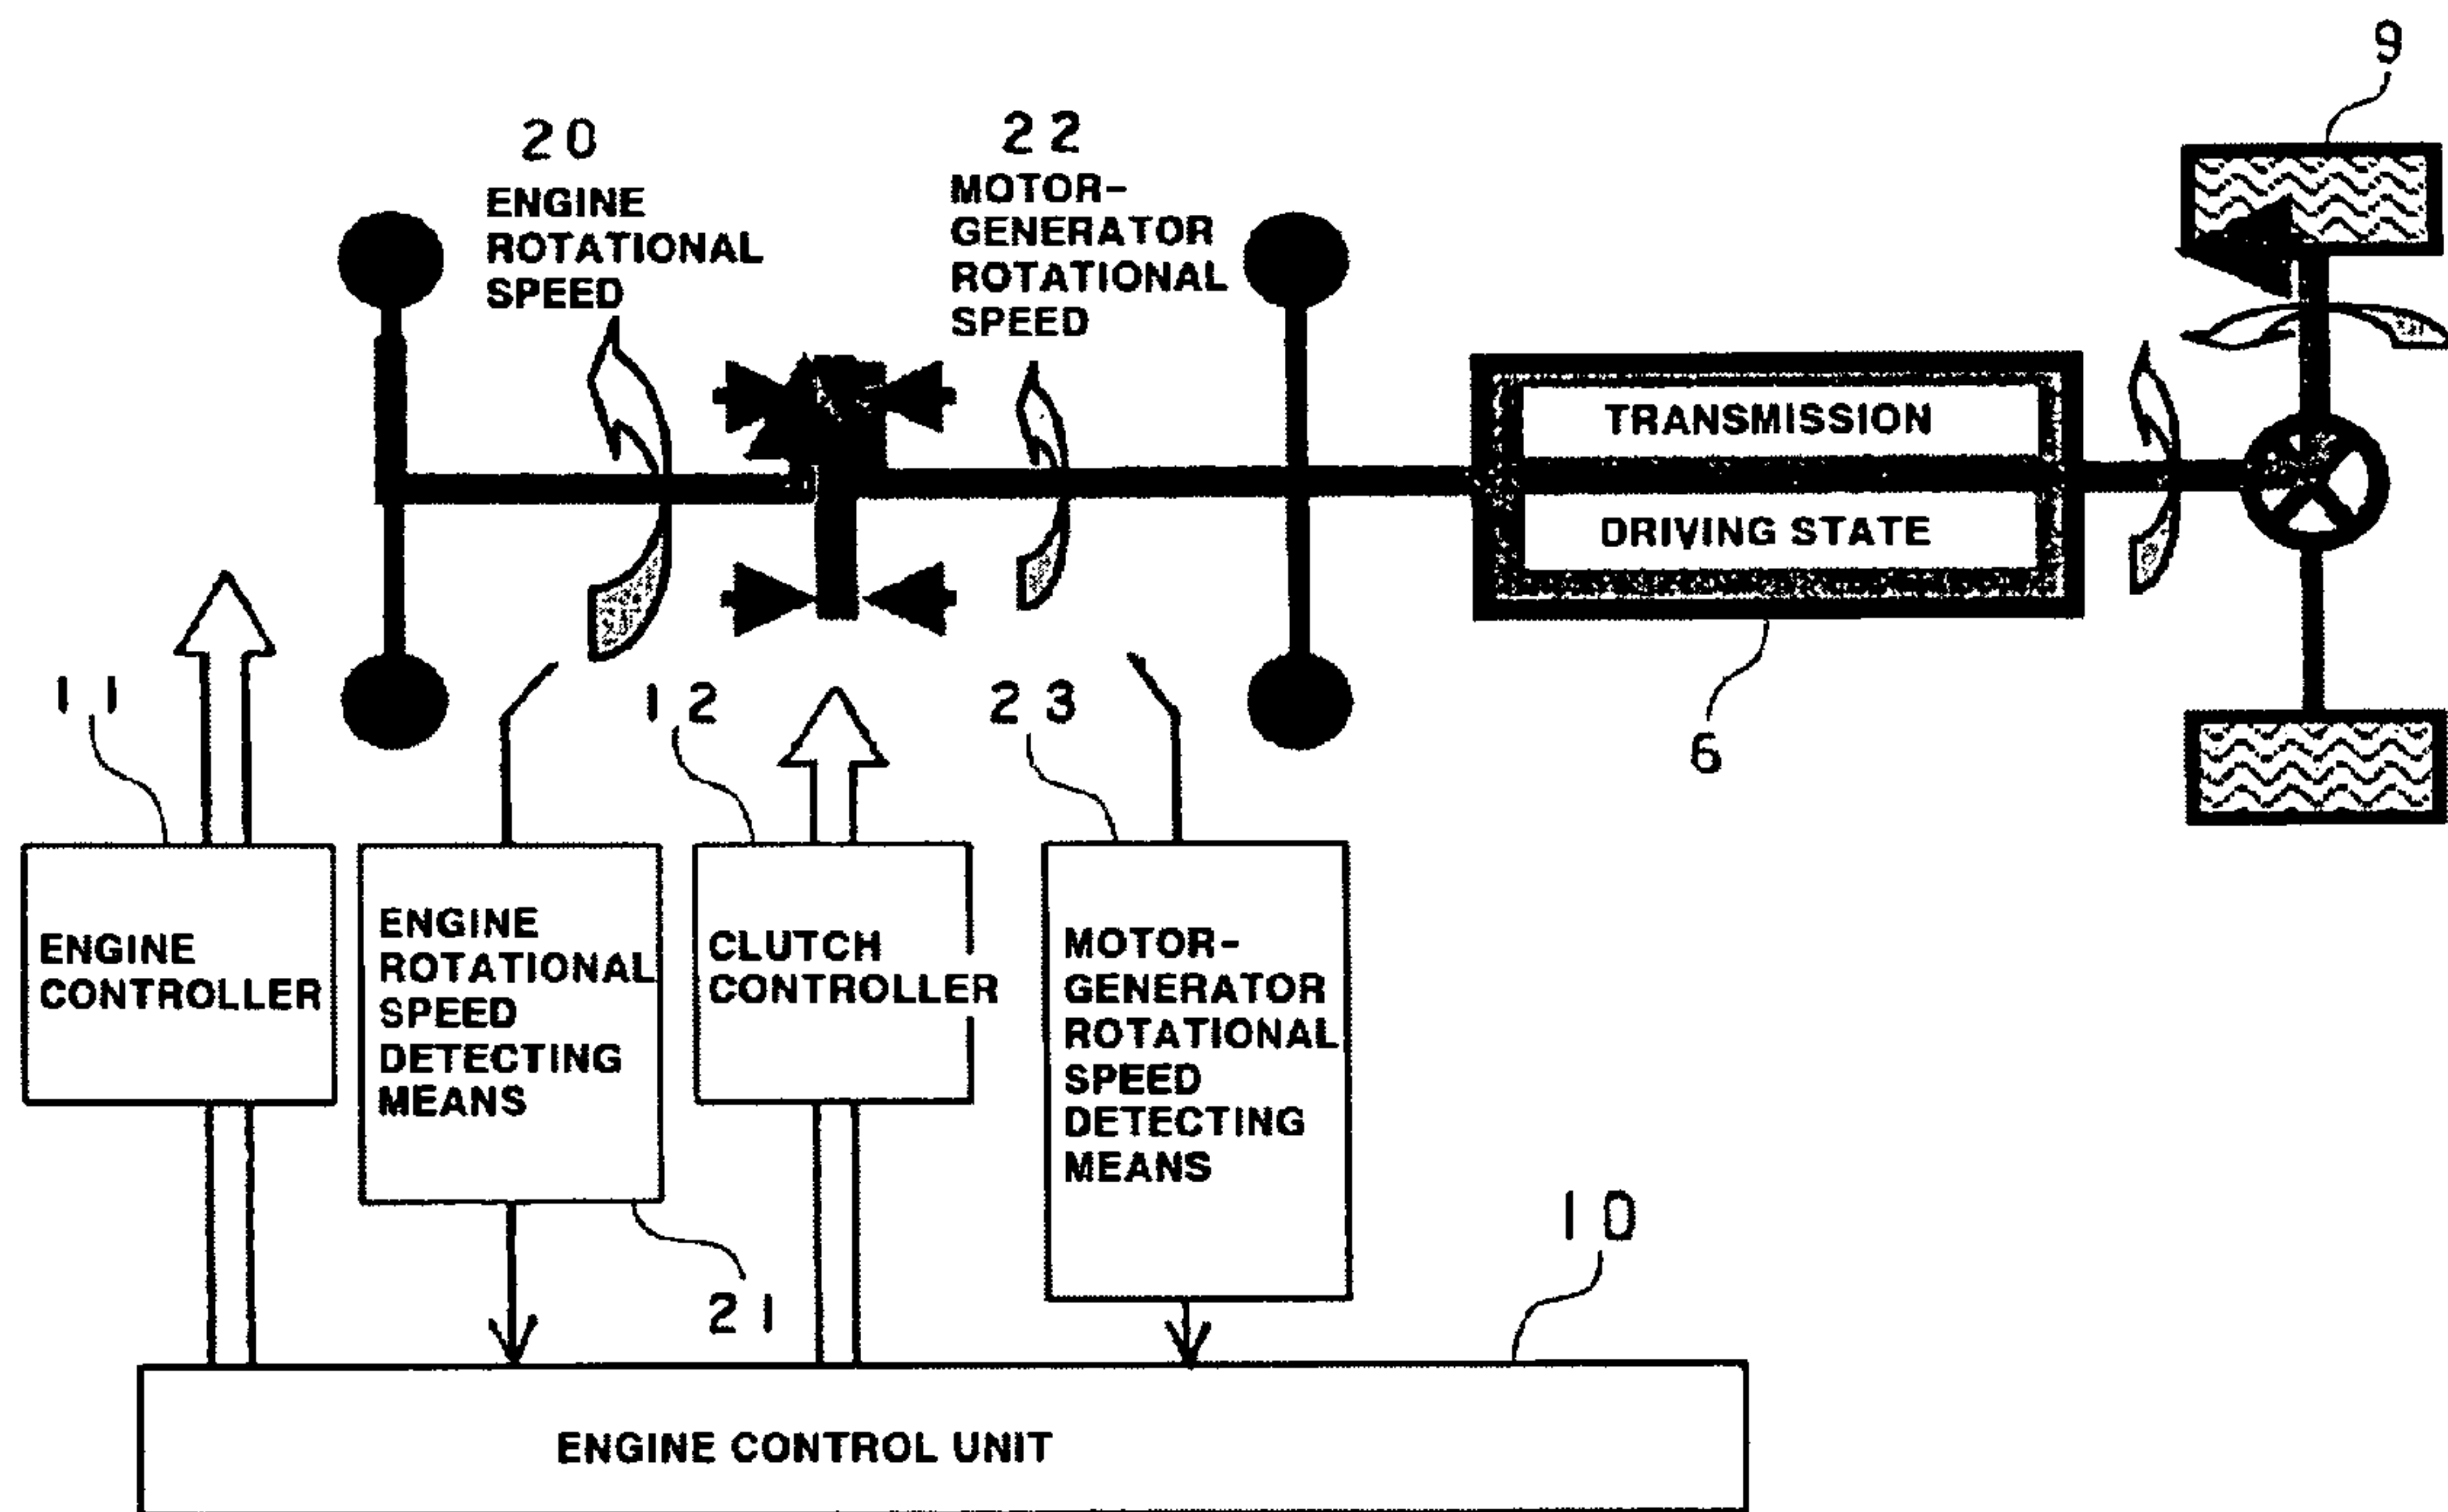 9
20
ENGINE
ROTATIONAL
SPEED
22
MOTOR-
GENERATOR
ROTATIONAL
SPEED
TRANSMISSION
DRIVING STATE
11
12
23
6
ENGINE
CONTROLLER
ENGINE
ROTATIONAL
SPEED
DETECTING
MEANS
CLUTCH
CONTROLLER
MOTOR-
GENERATOR
ROTATIONAL
SPEED
DETECTING
MEANS
21
10
ENGINE CONTROL UNIT